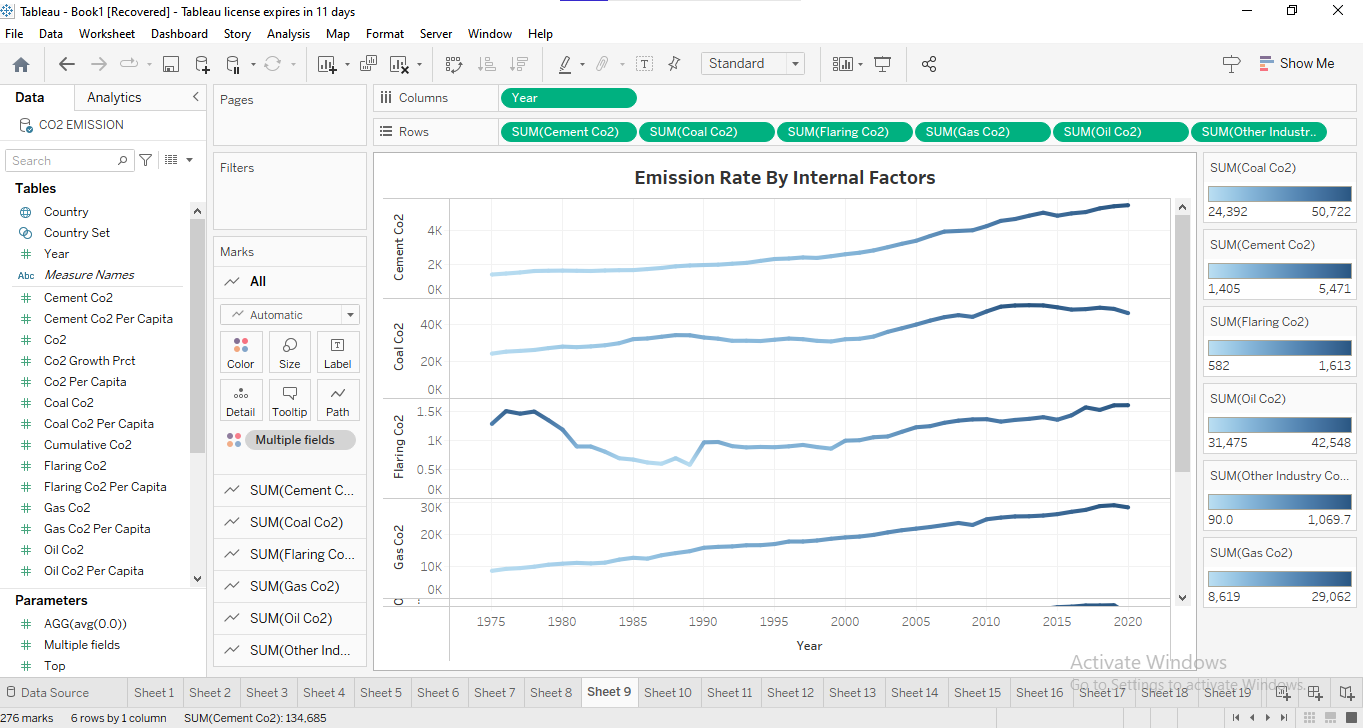 Tableau - Book1 [Recovered] - Tableau license expires in 11 days
File Data Worksheet Dashboard Story Analysis Map Format Server Window Help
Standard
Show Me
Data Analytics
CO2 EMISSION
Search
Tables
Country
Country Set
Year
Abc Measure Names
Cement Co2
Cement Co2 Per Capita
Co2
Co2 Growth Prct
Co2 Per Capita
Coal Co2
Coal Co2 Per Capita
Cumulative Co2
Flaring Co2
Flaring Co2 Per Capita
Gas Co2
Gas Co2 Per Capita
Oil Co2
Oil Co2 Per Capita
Parameters
AGG(avg(0.0))
Multiple fields
Top
Pages
Filters
Marks
All
Automatic
Color Size Label
Detail Tooltip Path
Multiple fields
SUM(Cement C...
SUM(Coal Co2)
SUM(Flaring Co...
SUM(Gas Co2)
SUM(Oil Co2)
SUM(Other Ind...
Columns Year
Rows SUM(Cement Co2) SUM(Coal Co2) SUM(Flaring Co2) SUM(Gas Co2) SUM(Oil Co2) SUM(Other Industr..
Emission Rate By Internal Factors
Cement Co2
4K
2K
0K
Coal Co2
40K
20K
0K
Flaring Co2
1.5K
1K
0.5K
0K
Gas Co2
30K
20K
10K
0K
1975 1980 1985 1990 1995 2000 2005 2010 2015 2020
Year
SUM(Coal Co2)
24,392 50,722
SUM(Cement Co2)
1,405 5,471
SUM(Flaring Co2)
582 1,613
SUM(Oil Co2)
31,475 42,548
SUM(Other Industry Co...
90.0 1,069.7
SUM(Gas Co2)
8,619 29,062
Activate Windows
Go to Settings to activate Windows.
Data Source Sheet 1 Sheet 2 Sheet 3 Sheet 4 Sheet 5 Sheet 6 Sheet 7 Sheet 8 Sheet 9 Sheet 10 Sheet 11 Sheet 12 Sheet 13 Sheet 14 Sheet 15 Sheet 16 Sheet 17 Sheet 18 Sheet 19
276 marks 6 rows by 1 column SUM(Cement Co2): 134,685